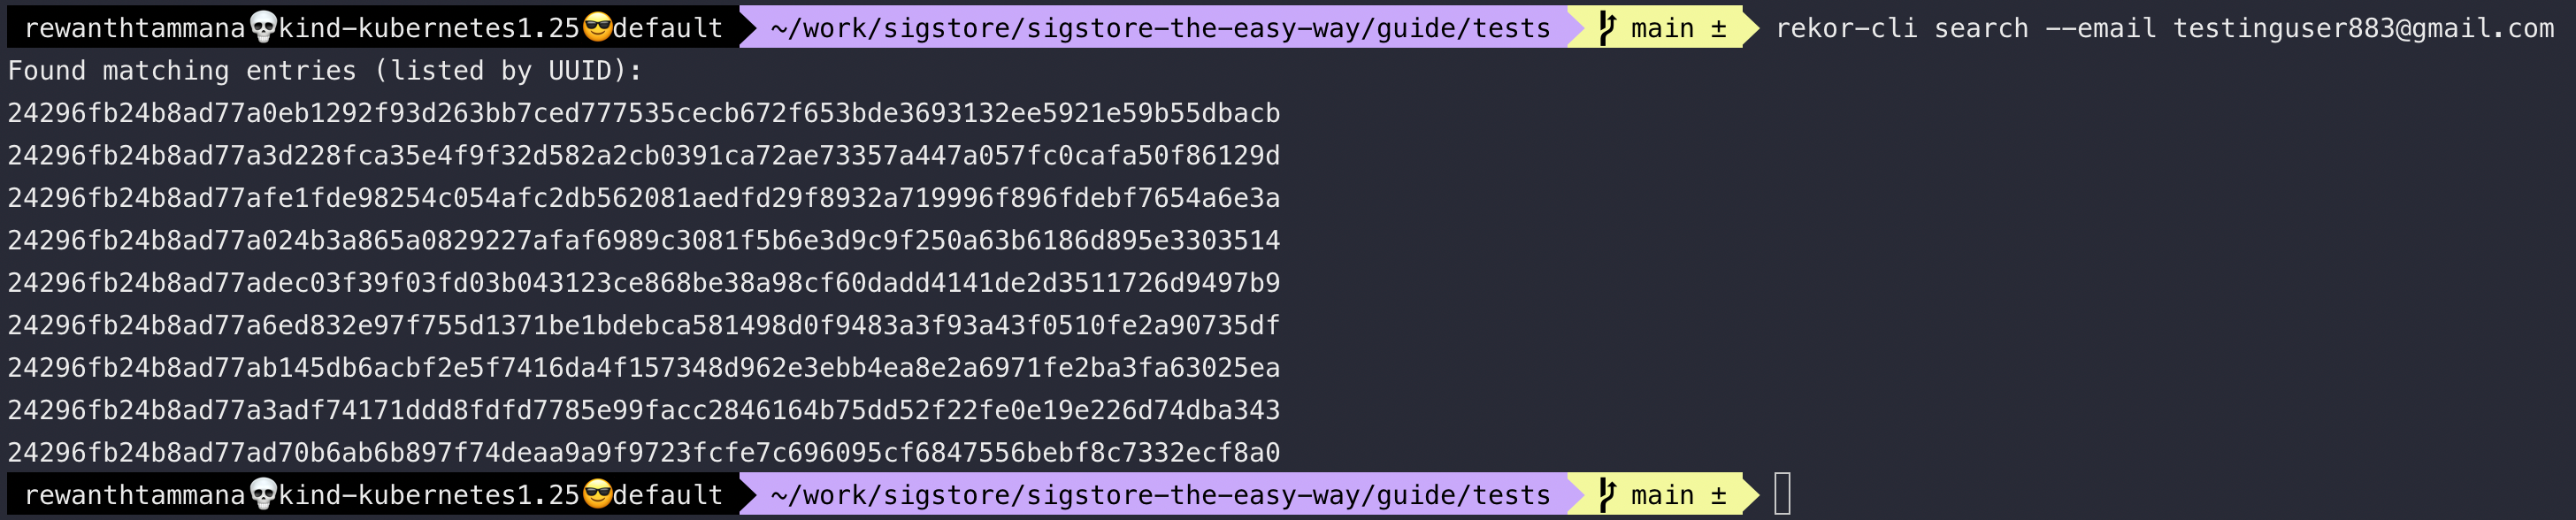 rewanthtammana💀kind-kubernetes1.25😎default ~/work/sigstore/sigstore-the-easy-way/guide/tests main ± rekor-cli search --email testinguser883@gmail.com
Found matching entries (listed by UUID):
24296fb24b8ad77a0eb1292f93d263bb7ced777535cecb672f653bde3693132ee5921e59b55dbacb
24296fb24b8ad77a3d228fca35e4f9f32d582a2cb0391ca72ae73357a447a057fc0cafa50f86129d
24296fb24b8ad77afe1fde98254c054afc2db562081aedfd29f8932a719996f896fdebf7654a6e3a
24296fb24b8ad77a024b3a865a0829227afaf6989c3081f5b6e3d9c9f250a63b6186d895e3303514
24296fb24b8ad77adec03f39f03fd03b043123ce868be38a98cf60dadd4141de2d3511726d9497b9
24296fb24b8ad77a6ed832e97f755d1371be1bdebca581498d0f9483a3f93a43f0510fe2a90735df
24296fb24b8ad77ab145db6acbf2e5f7416da4f157348d962e3ebb4ea8e2a6971fe2ba3fa63025ea
24296fb24b8ad77a3adf74171ddd8fdfd7785e99facc2846164b75dd52f22fe0e19e226d74dba343
24296fb24b8ad77ad70b6ab6b897f74deaa9a9f9723fcfe7c696095cf6847556bebf8c7332ecf8a0
rewanthtammana💀kind-kubernetes1.25😎default ~/work/sigstore/sigstore-the-easy-way/guide/tests main ±